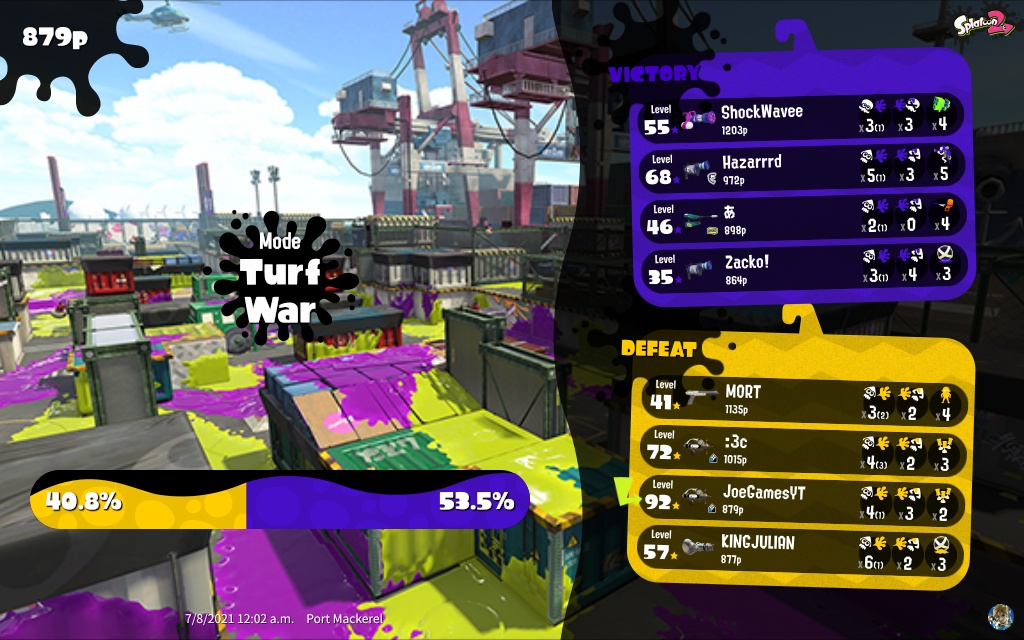 879p
Splatoon 2
Mode
Turf
War
40.8%
53.5%
7/8/2021 12:02 a.m. Port Mackerel
VICTORY
Level
55
ShockWavee
1203p
x3(1) x3 x4
Level
68
Hazarrrd
972p
x5(1) x3 x5
Level
46
あ
898p
x2(1) x0 x4
Level
35
Zacko!
864p
x3(1) x4 x3
DEFEAT
Level
41
MORT
1135p
x3(2) x2 x4
Level
72
:3c
1015p
x4(3) x2 x3
Level
92
JoeGamesYT
879p
x4(1) x3 x2
Level
57
KINGJULIAN
877p
x6(1) x2 x3